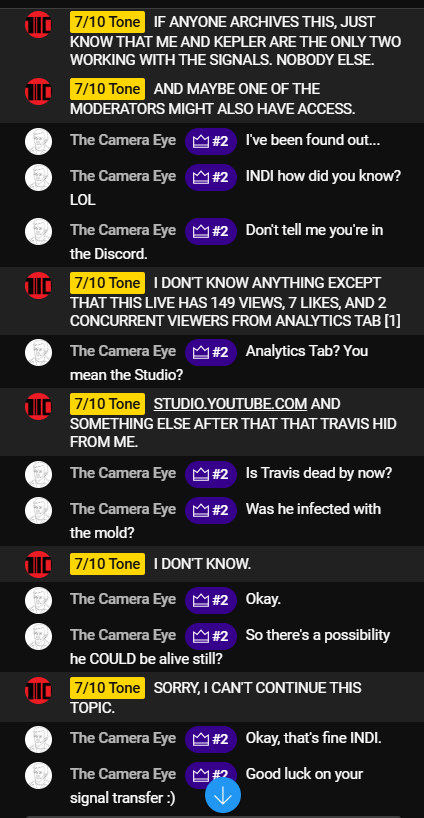 7/10 Tone IF ANYONE ARCHIVES THIS, JUST
KNOW THAT ME AND KEPLER ARE THE ONLY TWO
WORKING WITH THE SIGNALS. NOBODY ELSE.
7/10 Tone AND MAYBE ONE OF THE
MODERATORS MIGHT ALSO HAVE ACCESS.
The Camera Eye #2 I've been found out...
The Camera Eye #2 INDI how did you know?
LOL
The Camera Eye #2 Don't tell me you're in
the Discord.
7/10 Tone I DON'T KNOW ANYTHING EXCEPT
THAT THIS LIVE HAS 149 VIEWS, 7 LIKES, AND 2
CONCURRENT VIEWERS FROM ANALYTICS TAB [1]
The Camera Eye #2 Analytics Tab? You
mean the Studio?
7/10 Tone STUDIO.YOUTUBE.COM AND
SOMETHING ELSE AFTER THAT THAT TRAVIS HID
FROM ME.
The Camera Eye #2 Is Travis dead by now?
The Camera Eye #2 Was he infected with
the mold?
7/10 Tone I DON'T KNOW.
The Camera Eye #2 Okay.
The Camera Eye #2 So there's a possibility
he COULD be alive still?
7/10 Tone SORRY, I CAN'T CONTINUE THIS
TOPIC.
The Camera Eye #2 Okay, that's fine INDI.
The Camera Eye #2 Good luck on your
signal transfer :)